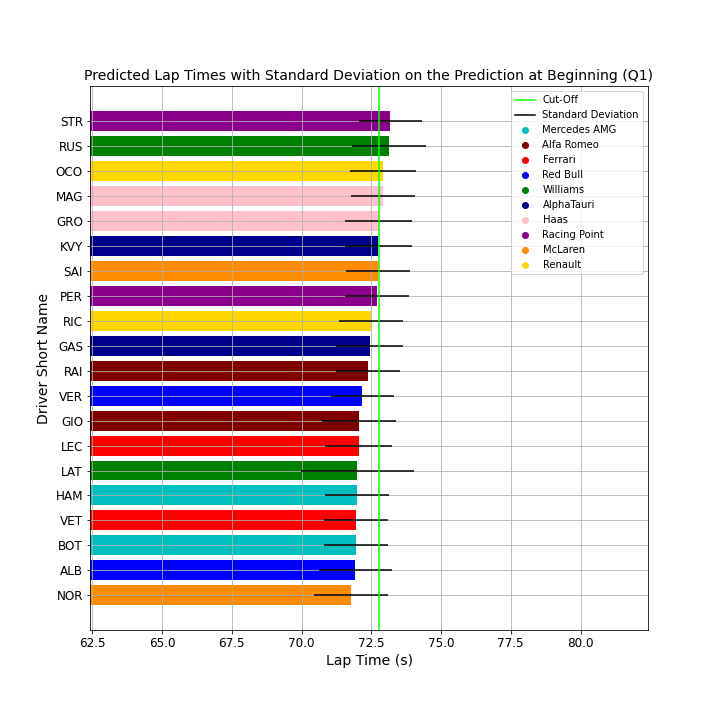 Predicted Lap Times with Standard Deviation on the Prediction at Beginning (Q1)
Cut-Off
Standard Deviation
Mercedes AMG
Alfa Romeo
Ferrari
Red Bull
Williams
AlphaTauri
Haas
Racing Point
McLaren
Renault
Driver Short Name
STR
RUS
OCO
MAG
GRO
KVY
SAI
PER
RIC
GAS
RAI
VER
GIO
LEC
LAT
HAM
VET
BOT
ALB
NOR
62.5 65.0 67.5 70.0 72.5 75.0 77.5 80.0
Lap Time (s)